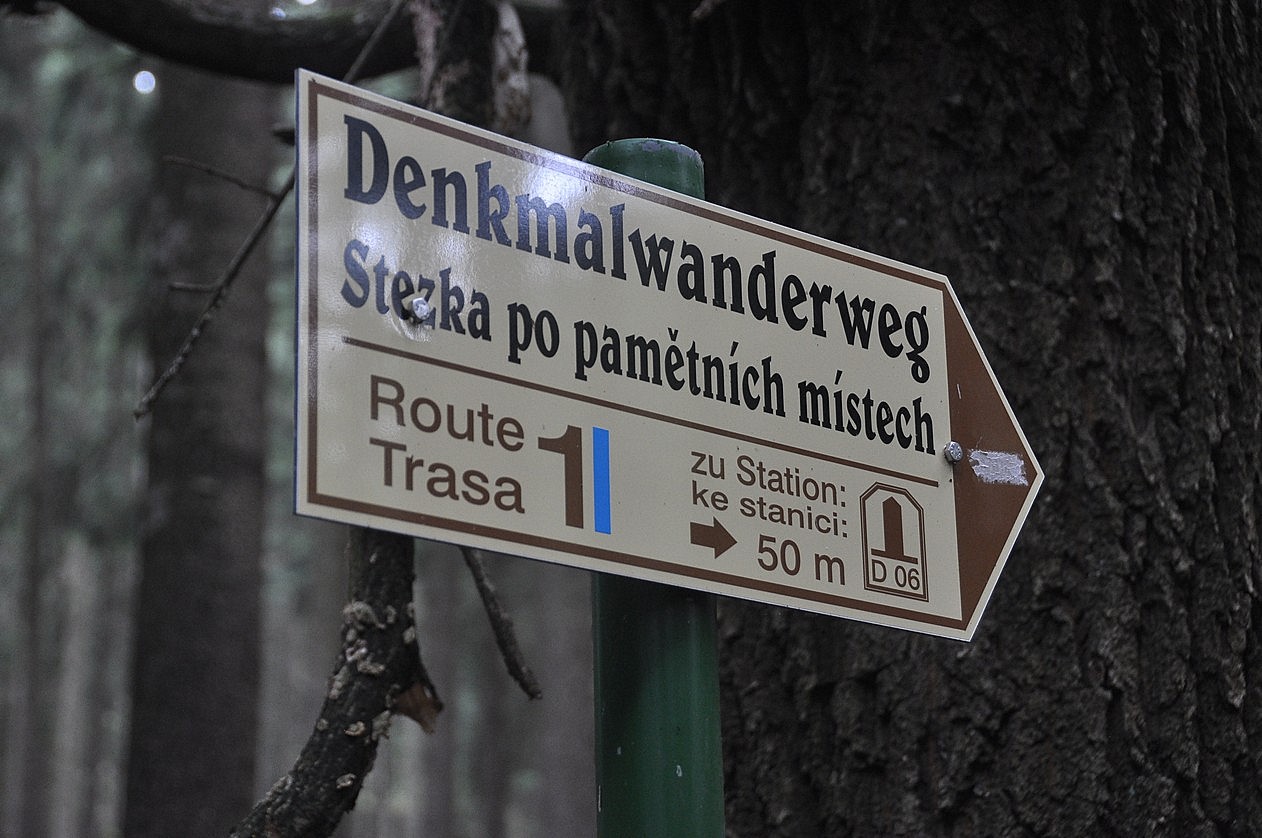 Denkmalwanderweg
Stezka po pamětních místech
Route 1
Trasa
zu Station:
ke stanici:
50 m
D 06